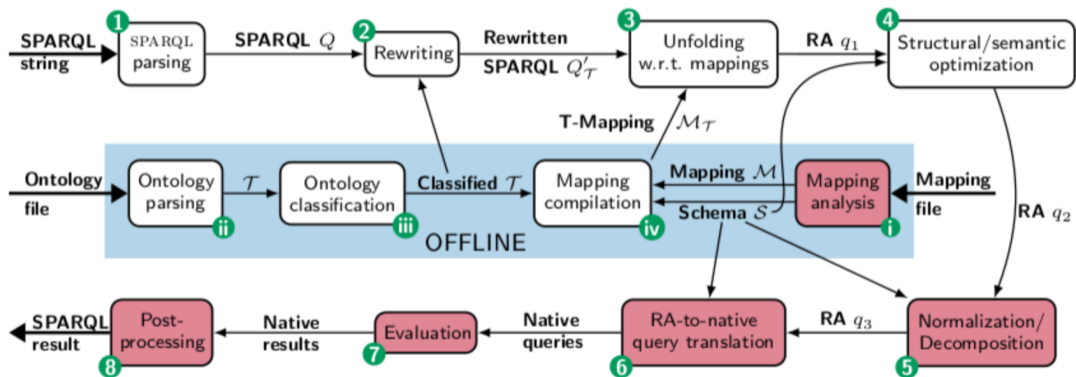 1
SPARQL
string
SPARQL
parsing
SPARQL Q
2
Rewriting
Rewritten
SPARQL Q′𝒯
3
Unfolding
w.r.t. mappings
RA q₁
4
Structural/semantic
optimization
T-Mapping ℳ𝒯
Ontology
file
Ontology
parsing
ii
𝒯
Ontology
classification
iii
Classified 𝒯
Mapping
compilation
iv
Mapping ℳ
Schema 𝒮
Mapping
analysis
i
Mapping
file
OFFLINE
RA q₂
SPARQL
result
Post-
processing
8
Native
results
Evaluation
7
Native
queries
RA-to-native
query translation
6
RA q₃
Normalization/
Decomposition
5